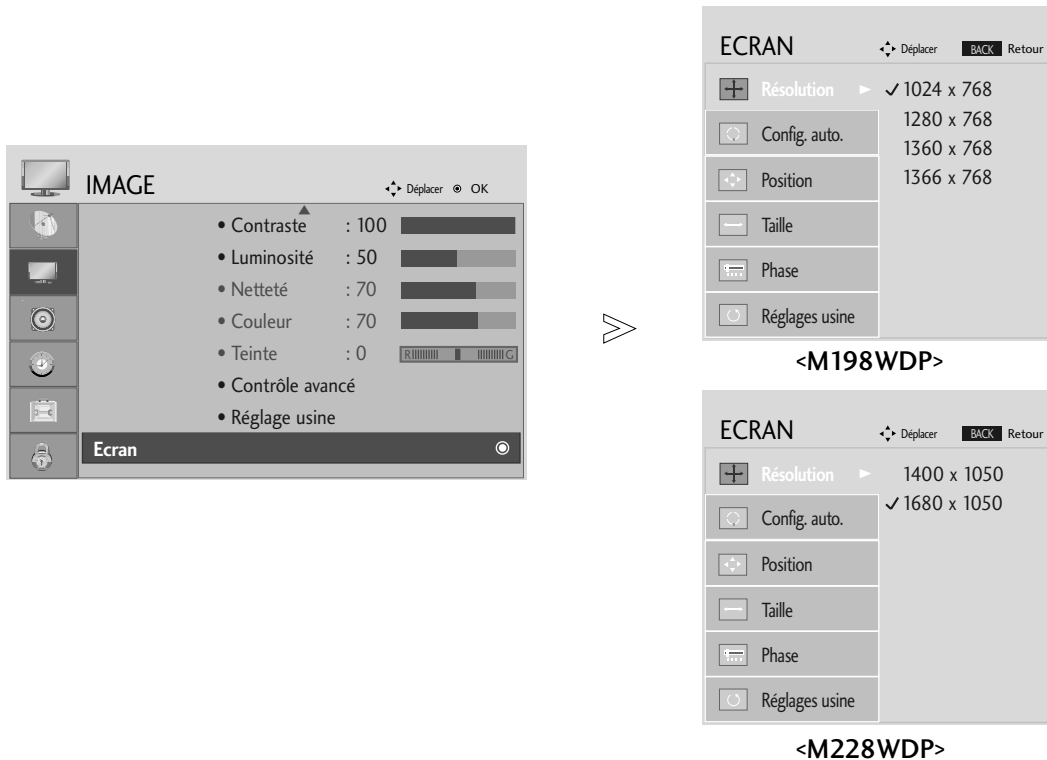 IMAGE
Déplacer OK
• Contraste : 100
• Luminosité : 50
• Netteté : 70
• Couleur : 70
• Teinte : 0 R G
• Contrôle avancé
• Réglage usine
Ecran
ECRAN
Déplacer BACK Retour
Résolution
Config. auto.
Position
Taille
Phase
Réglages usine
✓ 1024 x 768
1280 x 768
1360 x 768
1366 x 768
<M198WDP>
ECRAN
Déplacer BACK Retour
Résolution
Config. auto.
Position
Taille
Phase
Réglages usine
1400 x 1050
✓ 1680 x 1050
<M228WDP>